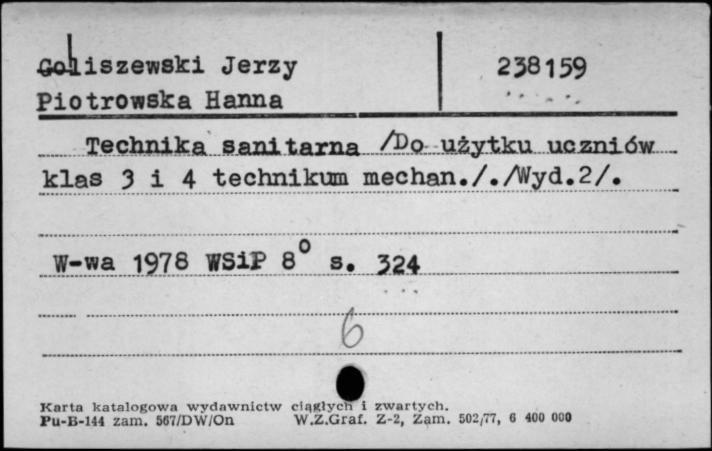 Goliszewski Jerzy 238159
Piotrowska Hanna
Technika sanitarna /Do użytku uczniów
klas 3 i 4 technikum mechan./. /Wyd.2/.
W-wa 1978 WSiP 8° s. 324
6
Karta katalogowa wydawnictw ciągłych i zwartych.
Pu-B-144 zam. 567/DW/On W.Z.Graf. Z-2, Zam. 502/77, 6 400 000